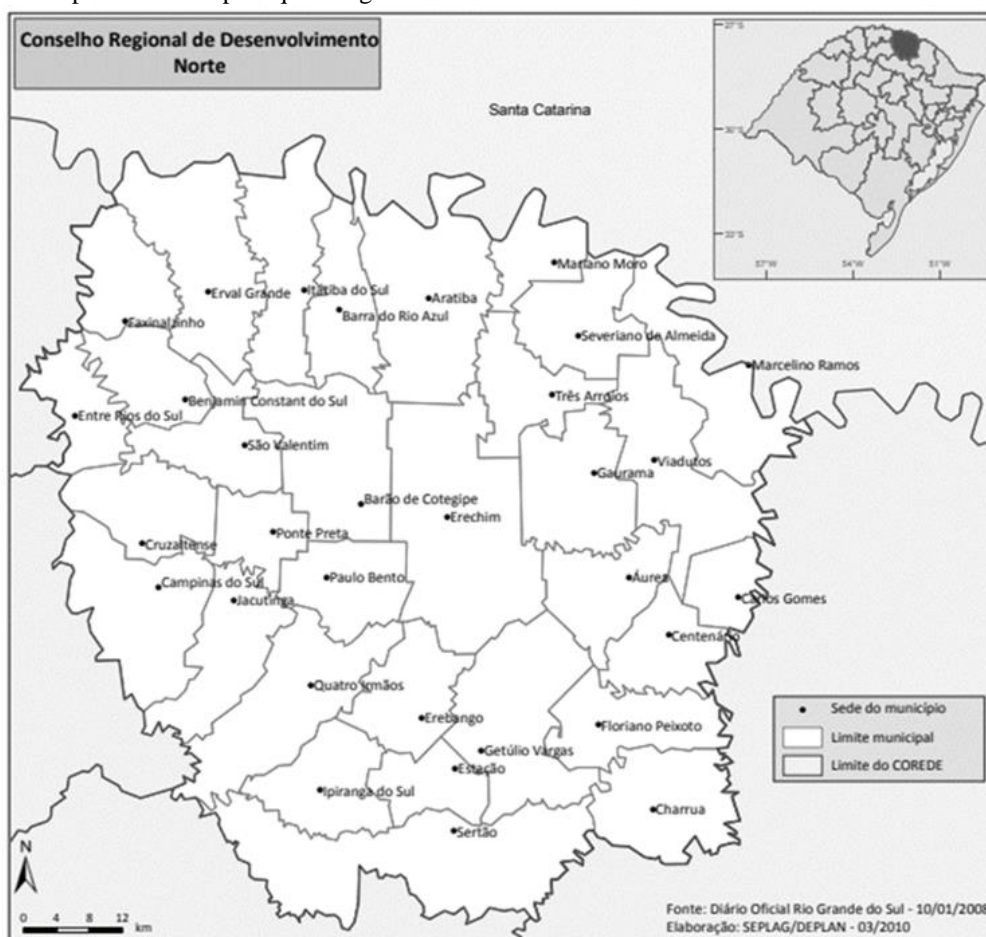 Conselho Regional de Desenvolvimento
Norte
Santa Catarina
27°S
30°S
33°S
57°W
54°W
51°W
Mariano Moro
Itatiba do Sul
Erval Grande
Aratiba
Barra do Rio Azul
Faxinalzinho
Severiano de Almeida
Marcelino Ramos
Três Arroios
Benjamin Constant do Sul
Entre Rios do Sul
São Valentim
Viadutos
Gaurama
Barão de Cotegipe
Erechim
Ponte Preta
Cruzaltense
Paulo Bento
Áurea
Campinas do Sul
Jacutinga
Carlos Gomes
Centenário
Quatro Irmãos
Erebango
Floriano Peixoto
Getúlio Vargas
Estação
Ipiranga do Sul
Charrua
Sertão
Sede do município
Limite municipal
Limite do COREDE
N
0 4 8 12
km
Fonte: Diário Oficial Rio Grande do Sul - 10/01/2008
Elaboração: SEPLAG/DEPLAN - 03/2010